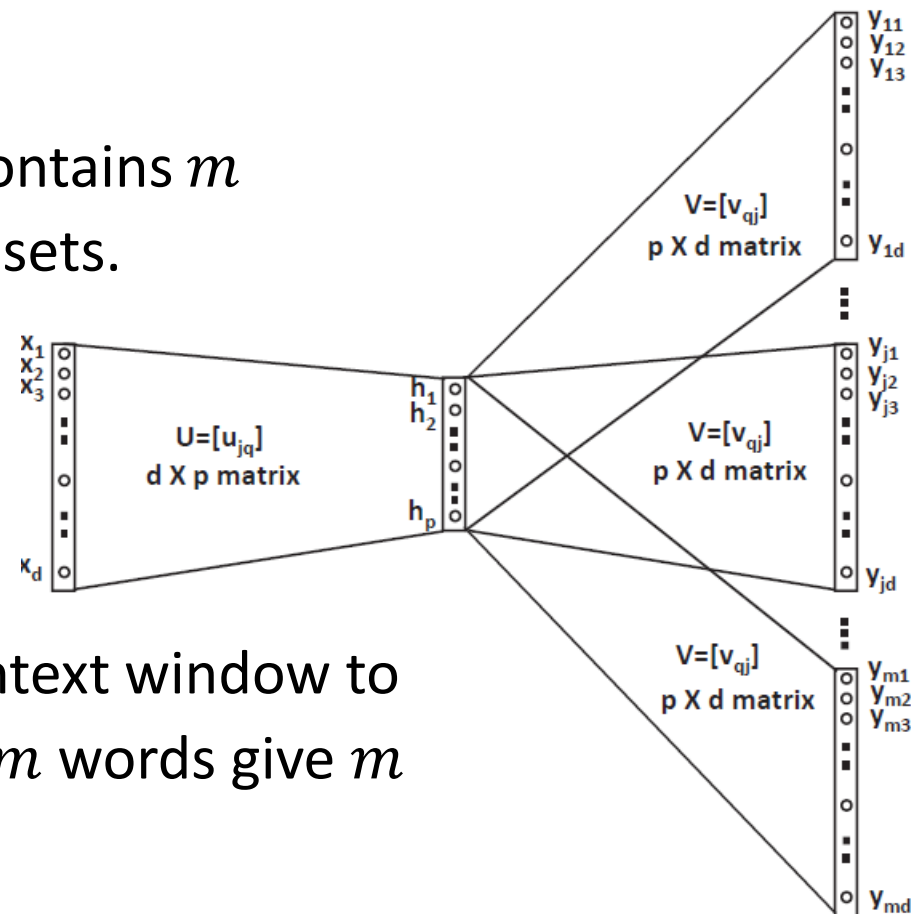 ontains m
sets.
x1
x2
x3
xd
U=[ujq]
d X p matrix
h1
h2
hp
V=[vqj]
p X d matrix
y11
y12
y13
y1d
V=[vqj]
p X d matrix
yj1
yj2
yj3
yjd
V=[vqj]
p X d matrix
ym1
ym2
ym3
ymd
ntext window to
m words give m